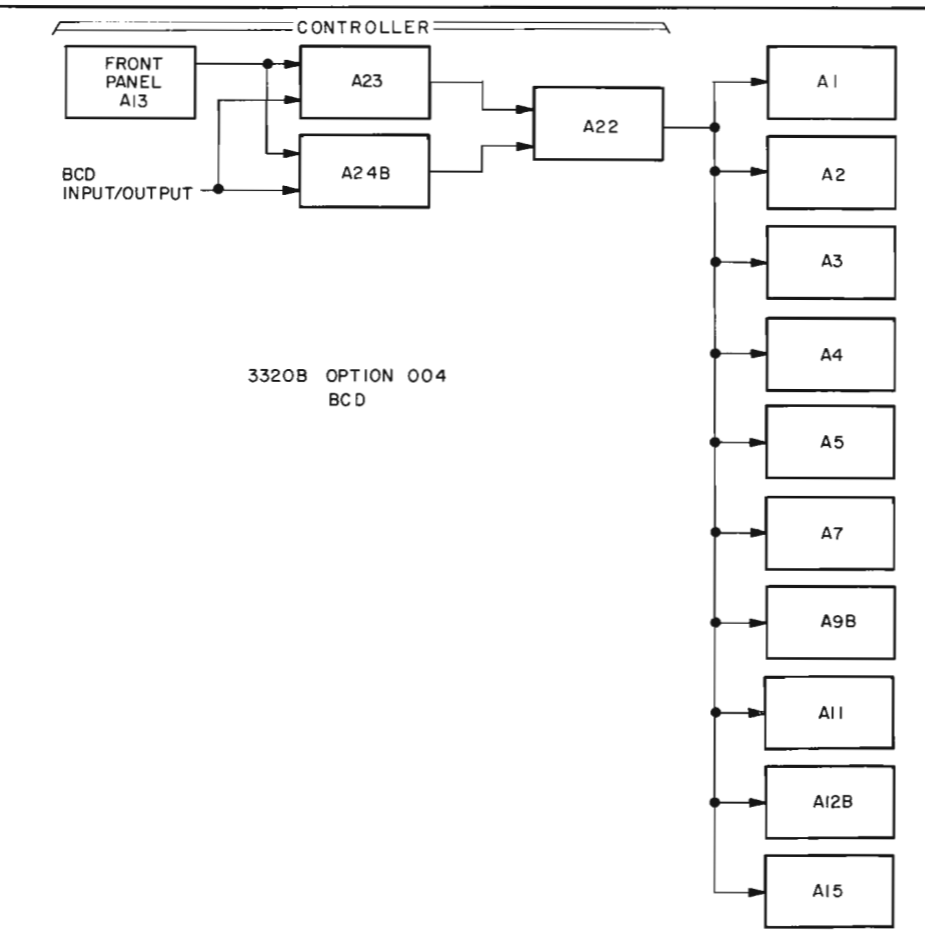 CONTROLLER
FRONT
PANEL
A13
A23
A1
A22
BCD
INPUT/OUTPUT
A24B
A2
A3
3320B OPTION 004
BCD
A4
A5
A7
A9B
A11
A12B
A15